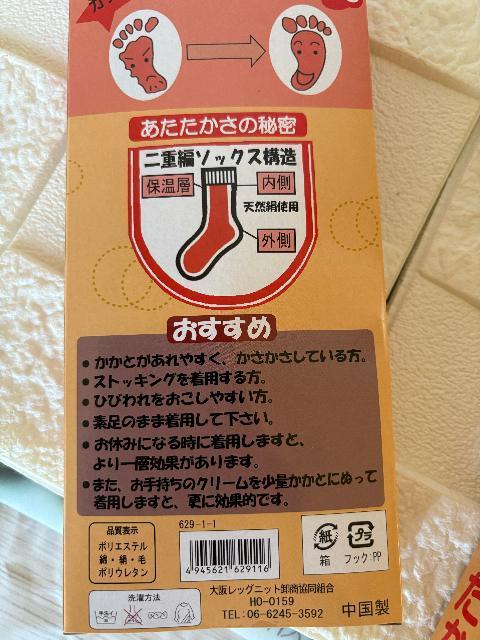 あたたかさの秘密
二重編ソックス構造
保温層
内側
天然絹使用
外側
おすすめ
• かかとがあれやすく、かさかさしている方。
• ストッキングを着用する方。
• ひびわれをおこしやすい方。
• 素足のまま着用して下さい。
• お休みになる時に着用しますと、
より一層効果があります。
• また、お手持ちのクリームを少量かかとにぬって
着用しますと、更に効果的です。
品質表示
ポリエステル
綿・絹・毛
ポリウレタン
629-1-1
4945621629116
紙
箱
プラ
フック:PP
洗濯方法
手洗イ
大阪レッグニット卸商協同組合
HO-0159
TEL:06-6245-3592
中国製